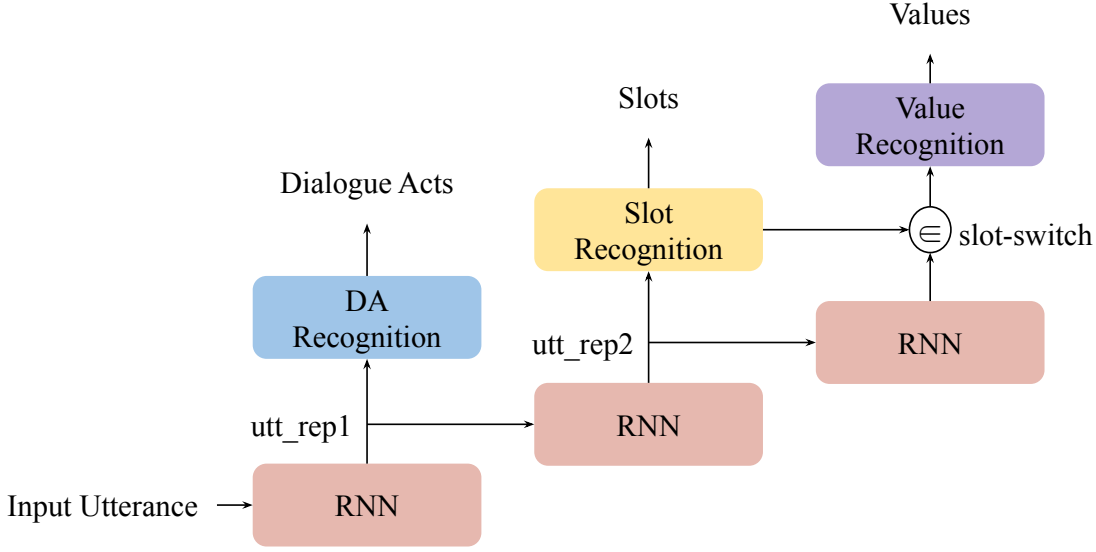 Values
Value
Recognition
Slots
Slot
Recognition
∈ slot-switch
Dialogue Acts
DA
Recognition
utt_rep2
RNN
utt_rep1
RNN
Input Utterance
RNN